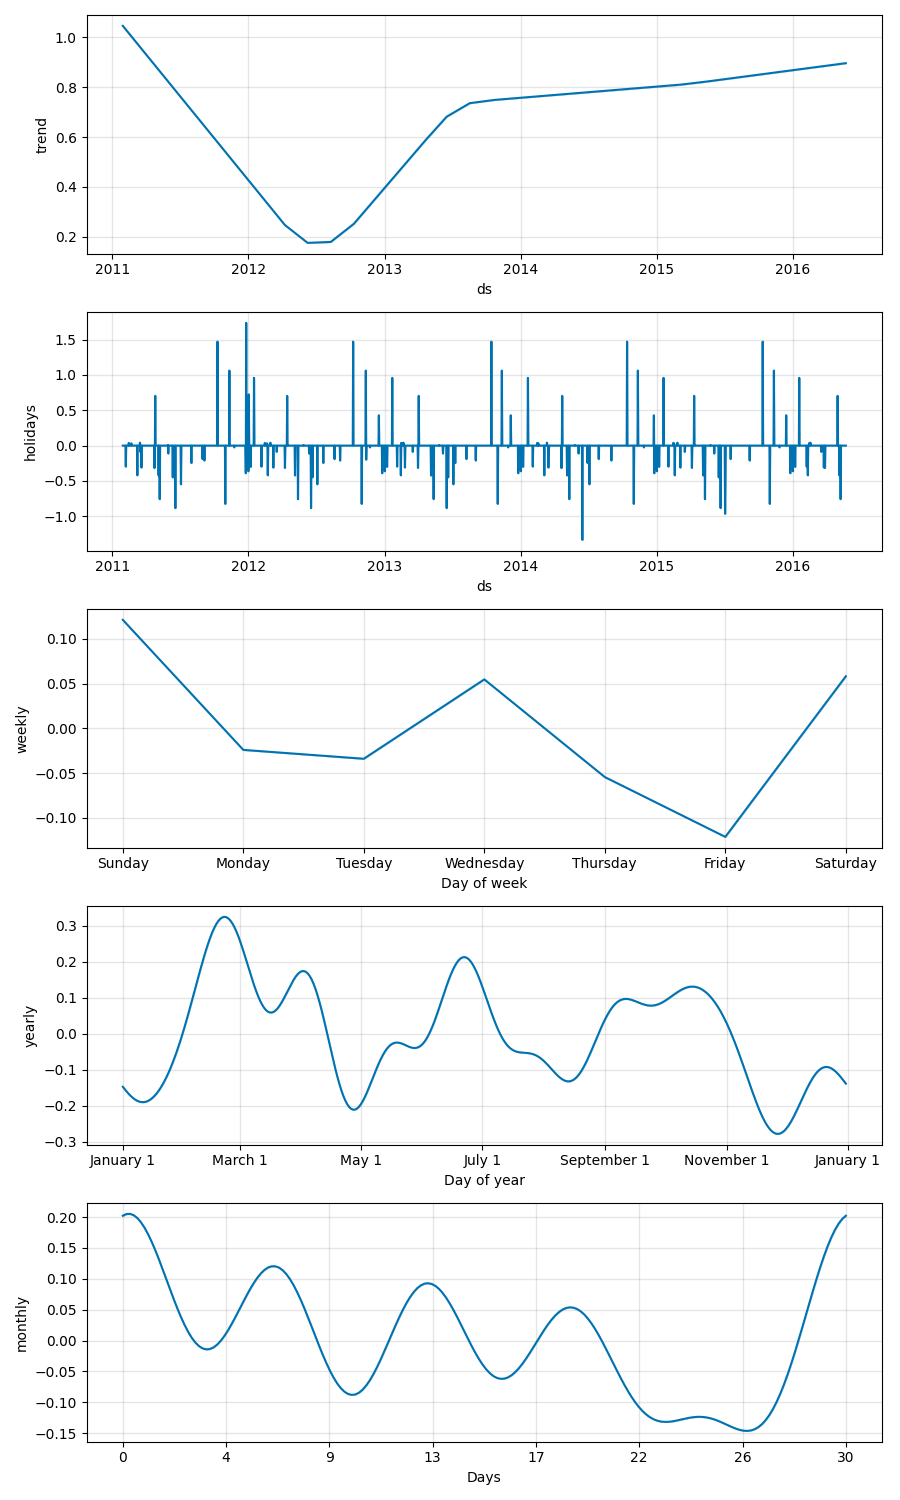 trend
1.0
0.8
0.6
0.4
0.2
2011 2012 2013 2014 2015 2016
ds
holidays
1.5
1.0
0.5
0.0
−0.5
−1.0
2011 2012 2013 2014 2015 2016
ds
weekly
0.10
0.05
0.00
−0.05
−0.10
Sunday Monday Tuesday Wednesday Thursday Friday Saturday
Day of week
yearly
0.3
0.2
0.1
0.0
−0.1
−0.2
−0.3
January 1 March 1 May 1 July 1 September 1 November 1 January 1
Day of year
monthly
0.20
0.15
0.10
0.05
0.00
−0.05
−0.10
−0.15
0 4 9 13 17 22 26 30
Days